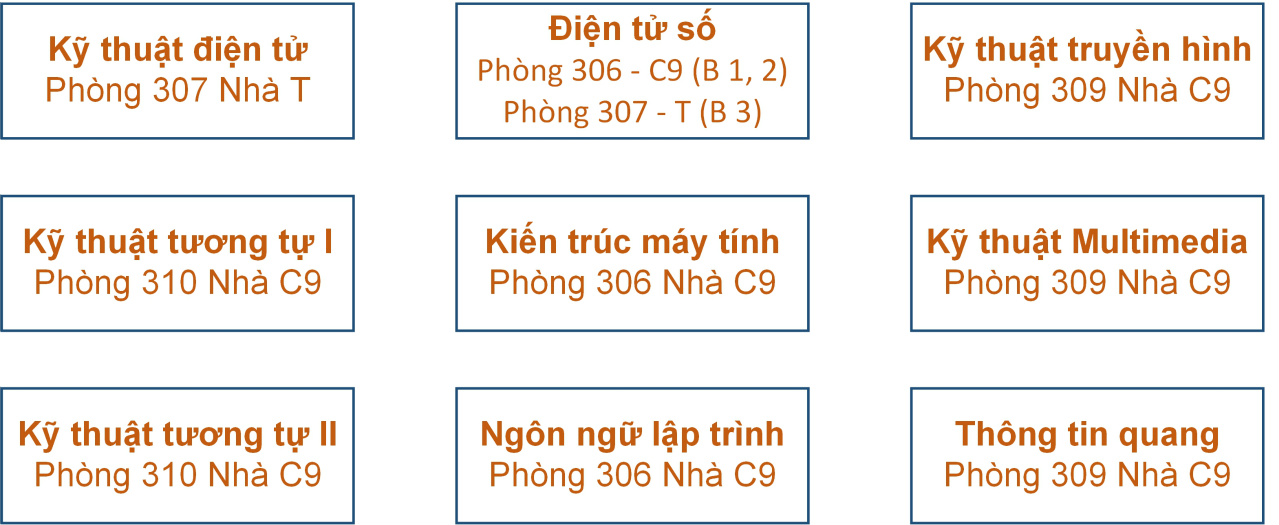 Kỹ thuật điện tử
Phòng 307 Nhà T
Điện tử số
Phòng 306 - C9 (B 1, 2)
Phòng 307 - T (B 3)
Kỹ thuật truyền hình
Phòng 309 Nhà C9
Kỹ thuật tương tự I
Phòng 310 Nhà C9
Kiến trúc máy tính
Phòng 306 Nhà C9
Kỹ thuật Multimedia
Phòng 309 Nhà C9
Kỹ thuật tương tự II
Phòng 310 Nhà C9
Ngôn ngữ lập trình
Phòng 306 Nhà C9
Thông tin quang
Phòng 309 Nhà C9